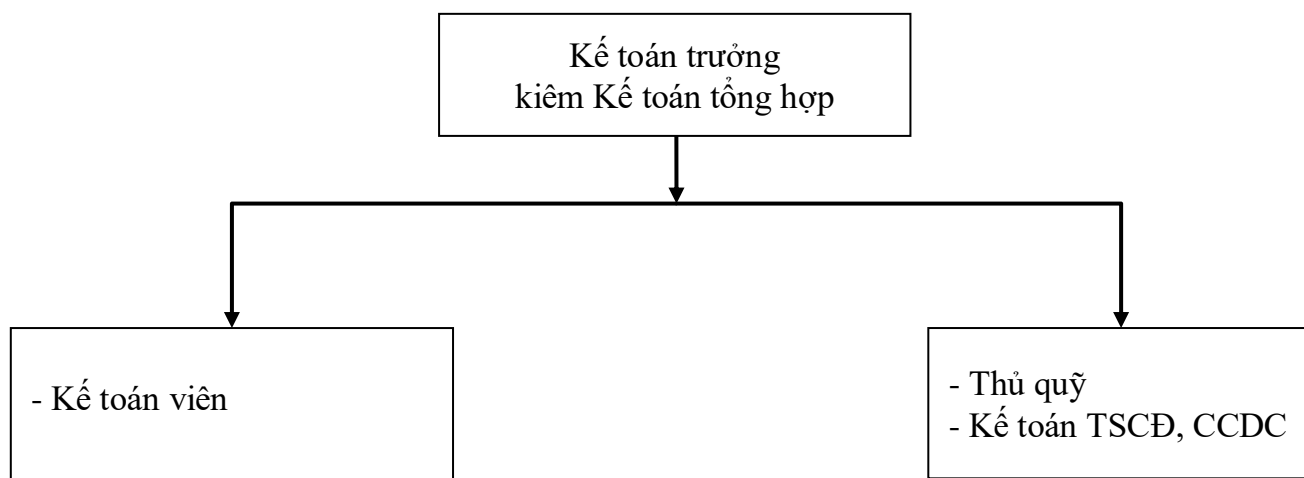 Kế toán trưởng
kiêm Kế toán tổng hợp
- Kế toán viên
- Thủ quỹ
- Kế toán TSCĐ, CCDC